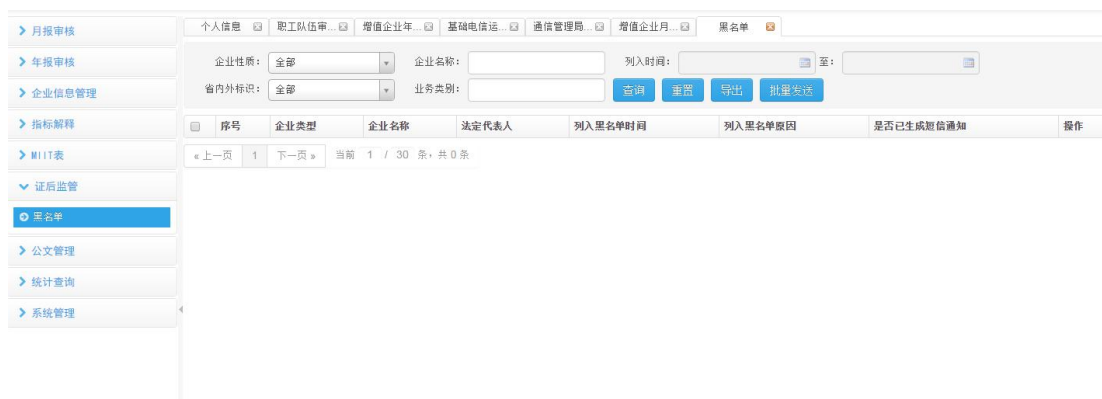 个人信息 职工队伍审... 增值企业年... 基础电信运... 通信管理局... 增值企业月... 黑名单
月报审核
年报审核
企业信息管理
指标解释
MIIT表
证后监管
黑名单
公文管理
统计查询
系统管理
企业性质： 全部 企业名称： 列入时间： 至：
省内外标识： 全部 业务类别： 查询 重置 导出 批量发送
序号 企业类型 企业名称 法定代表人 列入黑名单时间 列入黑名单原因 是否已生成短信通知 操作
« 上一页 1 下一页 » 当前 1 / 30 条，共 0 条